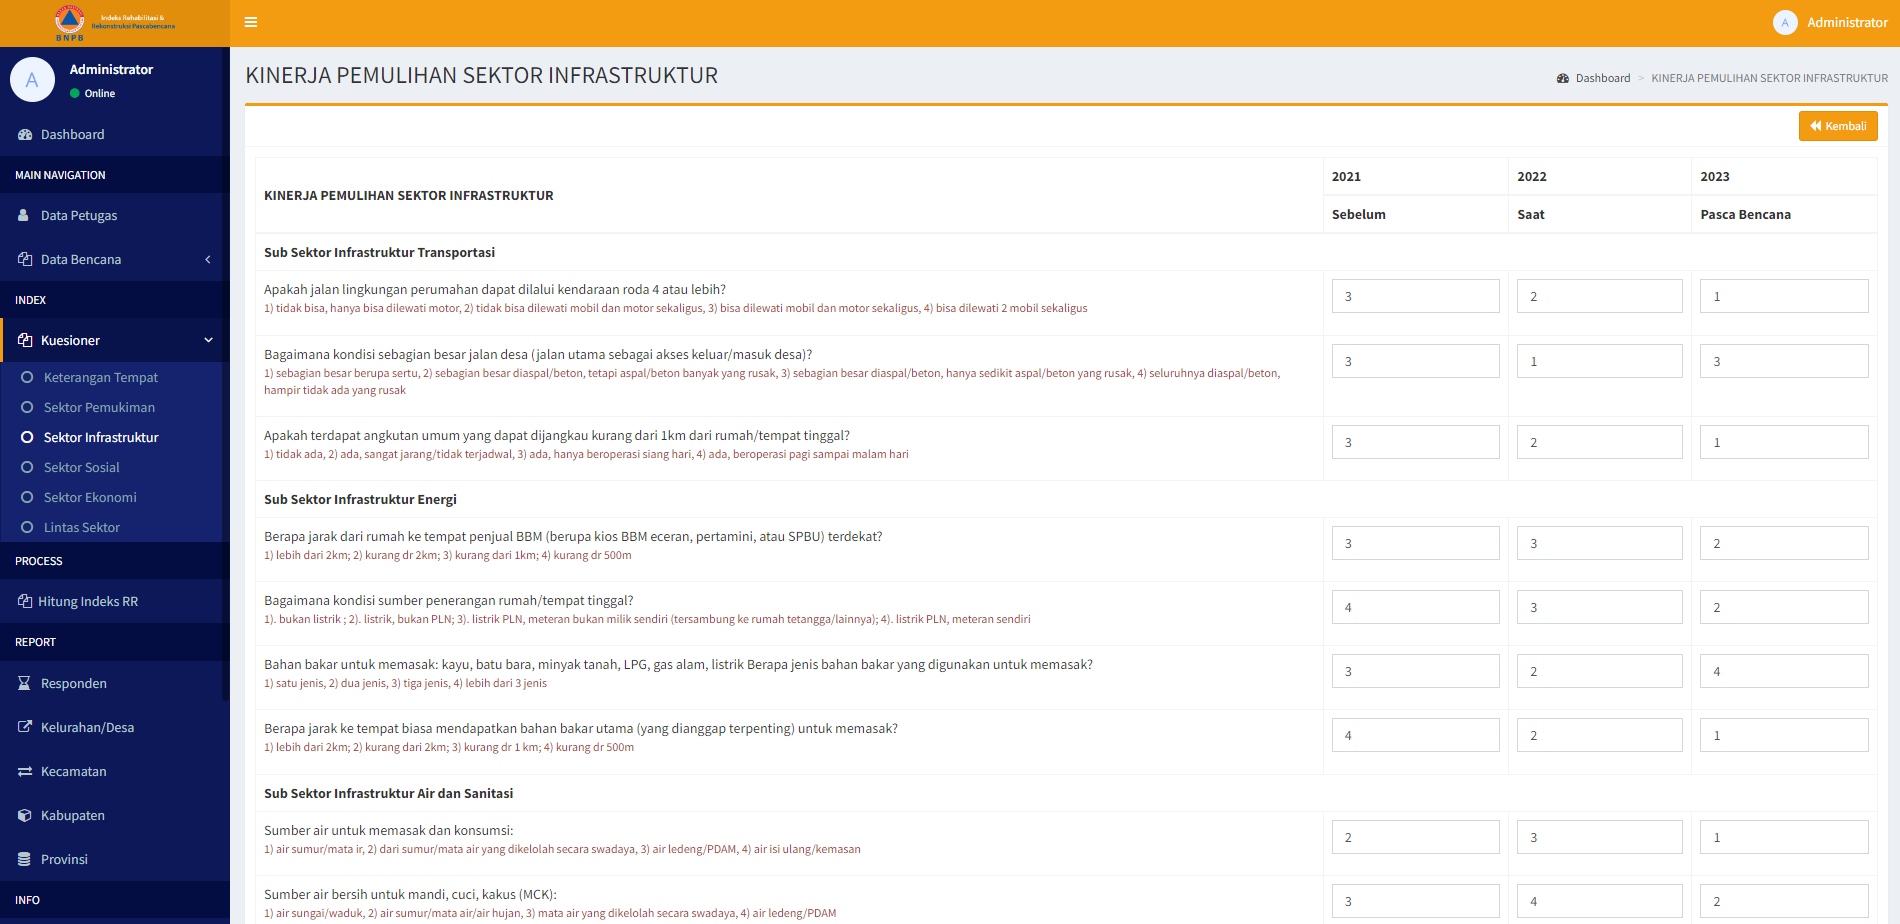 Indeks Rehabilitasi &
Rekonstruksi Pascabencana
BNPB
A Administrator
A
Administrator
Online
Dashboard
MAIN NAVIGATION
Data Petugas
Data Bencana
INDEX
Kuesioner
Keterangan Tempat
Sektor Pemukiman
Sektor Infrastruktur
Sektor Sosial
Sektor Ekonomi
Lintas Sektor
PROCESS
Hitung Indeks RR
REPORT
Responden
Kelurahan/Desa
Kecamatan
Kabupaten
Provinsi
INFO
KINERJA PEMULIHAN SEKTOR INFRASTRUKTUR
Dashboard > KINERJA PEMULIHAN SEKTOR INFRASTRUKTUR
Kembali
KINERJA PEMULIHAN SEKTOR INFRASTRUKTUR
2021 2022 2023
Sebelum Saat Pasca Bencana
Sub Sektor Infrastruktur Transportasi
Apakah jalan lingkungan perumahan dapat dilalui kendaraan roda 4 atau lebih?
1) tidak bisa, hanya bisa dilewati motor, 2) tidak bisa dilewati mobil dan motor sekaligus, 3) bisa dilewati mobil dan motor sekaligus, 4) bisa dilewati 2 mobil sekaligus
3 2 1
Bagaimana kondisi sebagian besar jalan desa (jalan utama sebagai akses keluar/masuk desa)?
1) sebagian besar berupa sertu, 2) sebagian besar diaspal/beton, tetapi aspal/beton banyak yang rusak, 3) sebagian besar diaspal/beton, hanya sedikit aspal/beton yang rusak, 4) seluruhnya diaspal/beton,
hampir tidak ada yang rusak
3 1 3
Apakah terdapat angkutan umum yang dapat dijangkau kurang dari 1km dari rumah/tempat tinggal?
1) tidak ada, 2) ada, sangat jarang/tidak terjadwal, 3) ada, hanya beroperasi siang hari, 4) ada, beroperasi pagi sampai malam hari
3 2 1
Sub Sektor Infrastruktur Energi
Berapa jarak dari rumah ke tempat penjual BBM (berupa kios BBM eceran, pertamini, atau SPBU) terdekat?
1) lebih dari 2km; 2) kurang dr 2km; 3) kurang dari 1km; 4) kurang dr 500m
3 3 2
Bagaimana kondisi sumber penerangan rumah/tempat tinggal?
1). bukan listrik ; 2). listrik, bukan PLN; 3). listrik PLN, meteran bukan milik sendiri (tersambung ke rumah tetangga/lainnya); 4). listrik PLN, meteran sendiri
4 3 2
Bahan bakar untuk memasak: kayu, batu bara, minyak tanah, LPG, gas alam, listrik Berapa jenis bahan bakar yang digunakan untuk memasak?
1) satu jenis, 2) dua jenis, 3) tiga jenis, 4) lebih dari 3 jenis
3 2 4
Berapa jarak ke tempat biasa mendapatkan bahan bakar utama (yang dianggap terpenting) untuk memasak?
1) lebih dari 2km; 2) kurang dari 2km; 3) kurang dr 1 km; 4) kurang dr 500m
4 2 1
Sub Sektor Infrastruktur Air dan Sanitasi
Sumber air untuk memasak dan konsumsi:
1) air sumur/mata ir, 2) dari sumur/mata air yang dikelolah secara swadaya, 3) air ledeng/PDAM, 4) air isi ulang/kemasan
2 3 1
Sumber air bersih untuk mandi, cuci, kakus (MCK):
1) air sungai/waduk, 2) air sumur/mata air/air hujan, 3) mata air yang dikelolah secara swadaya, 4) air ledeng/PDAM
3 4 2